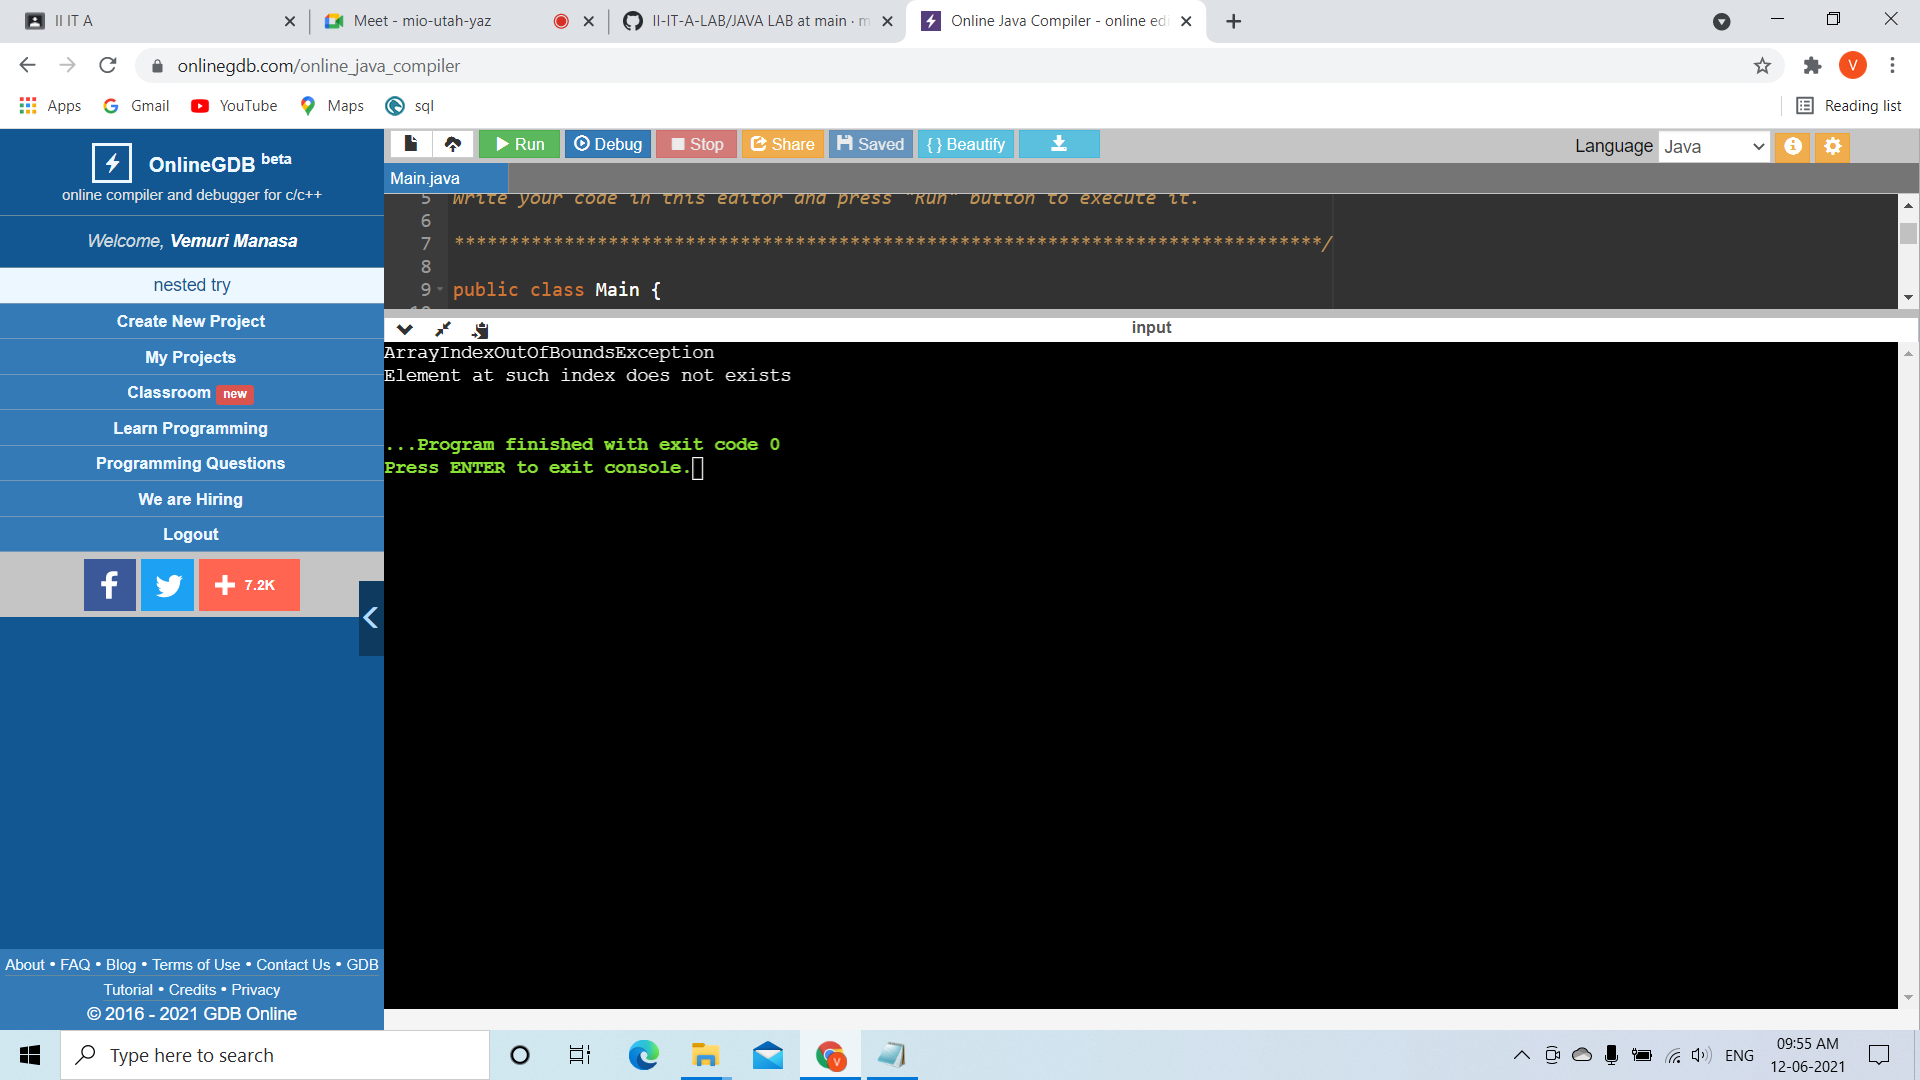 II IT A
Meet - mio-utah-yaz
II-IT-A-LAB/JAVA LAB at main · m
Online Java Compiler - online edi
onlinegdb.com/online_java_compiler
V
Apps
Gmail
YouTube
Maps
sql
Reading list
OnlineGDB beta
online compiler and debugger for c/c++
Welcome, Vemuri Manasa
nested try
Create New Project
My Projects
Classroom new
Learn Programming
Programming Questions
We are Hiring
Logout
7.2K
About • FAQ • Blog • Terms of Use • Contact Us • GDB
Tutorial • Credits • Privacy
© 2016 - 2021 GDB Online
Run
Debug
Stop
Share
Saved
{ } Beautify
Language Java
Main.java
5 Write your code in this editor and press "Run" button to execute it.
6
7 *******************************************************************************/
8
9 public class Main {
input
ArrayIndexOutOfBoundsException
Element at such index does not exists
...Program finished with exit code 0
Press ENTER to exit console.
Type here to search
V
ENG
09:55 AM
12-06-2021